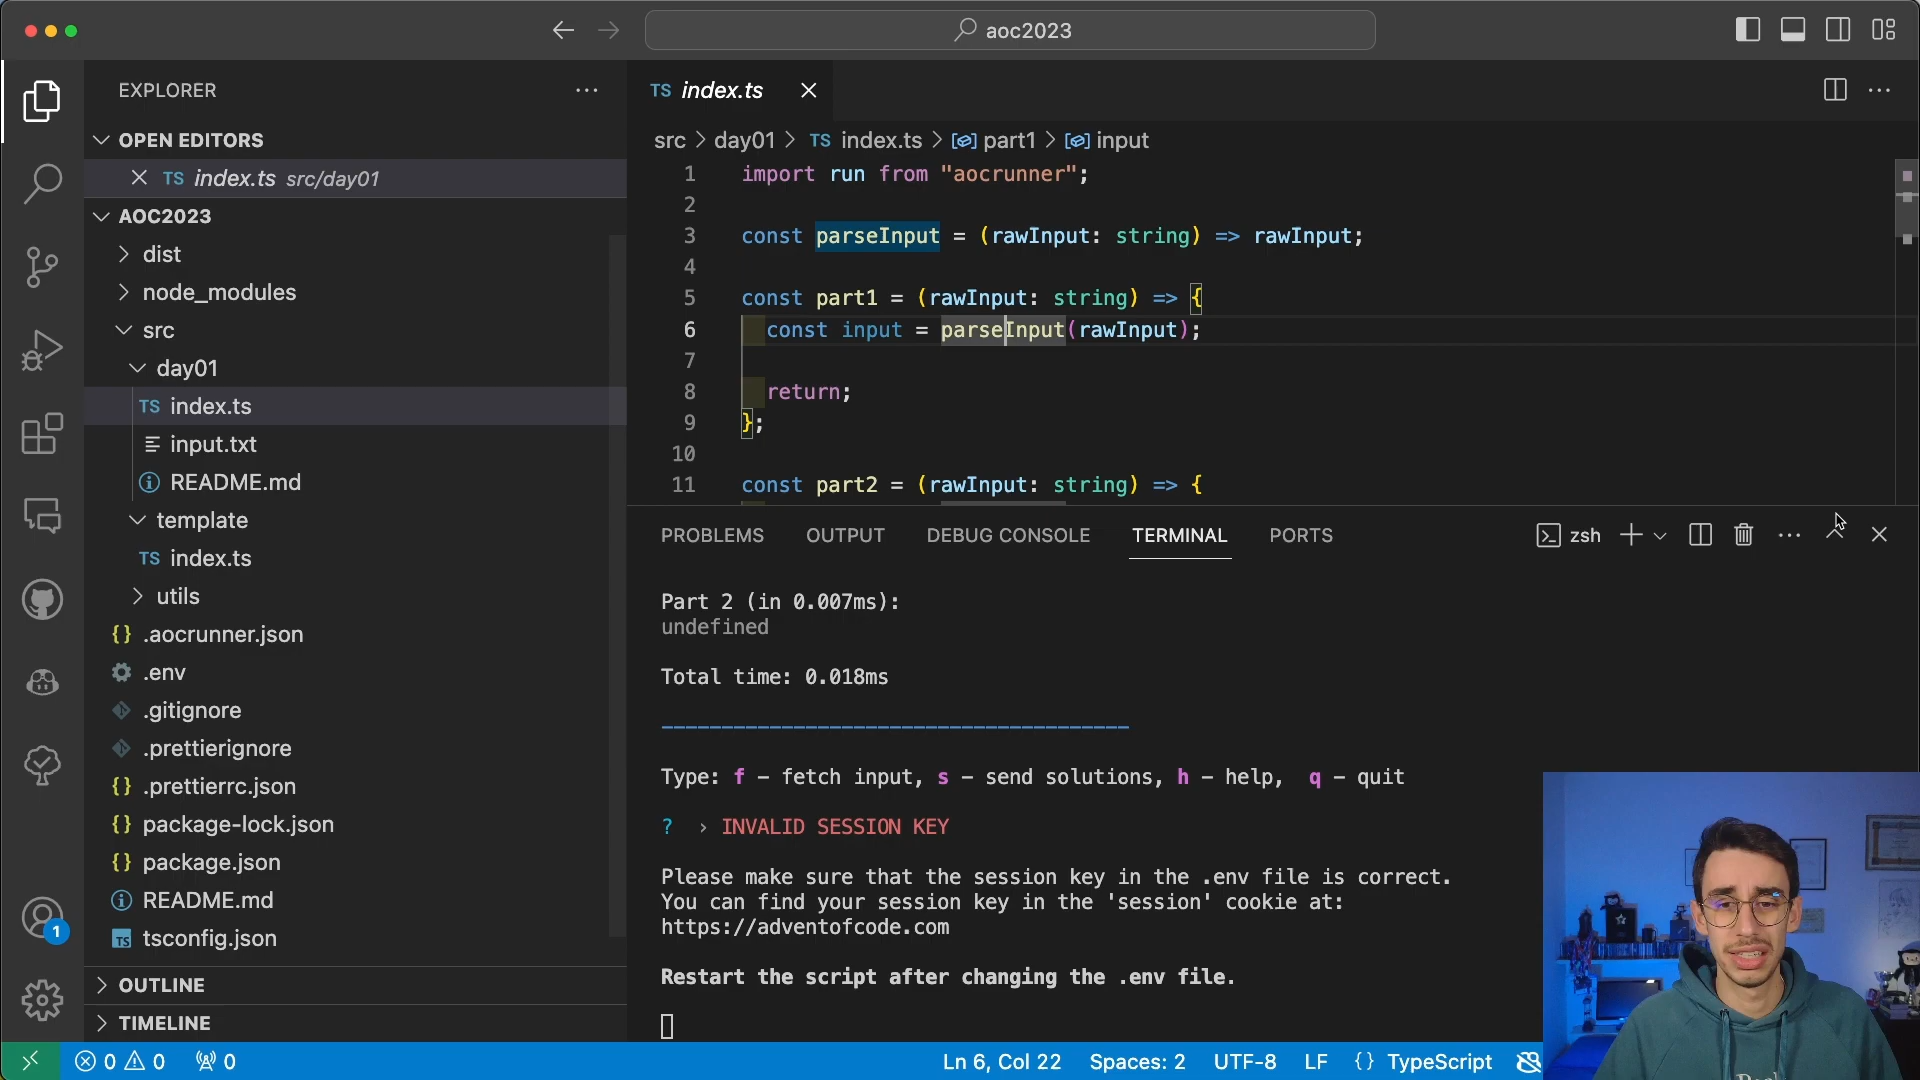 aoc2023
EXPLORER
OPEN EDITORS
TS index.ts src/day01
AOC2023
dist
node_modules
src
day01
TS index.ts
input.txt
README.md
template
TS index.ts
utils
{} .aocrunner.json
.env
.gitignore
.prettierignore
{} .prettierrc.json
{} package-lock.json
{} package.json
README.md
TS tsconfig.json
OUTLINE
TIMELINE
1
TS index.ts
src > day01 > TS index.ts > part1 > input
1 import run from "aocrunner";
2
3 const parseInput = (rawInput: string) => rawInput;
4
5 const part1 = (rawInput: string) => {
6 const input = parseInput(rawInput);
7
8 return;
9 };
10
11 const part2 = (rawInput: string) => {
PROBLEMS OUTPUT DEBUG CONSOLE TERMINAL PORTS zsh
Part 2 (in 0.007ms):
undefined
Total time: 0.018ms
Type: f – fetch input, s – send solutions, h – help, q – quit
? › INVALID SESSION KEY
Please make sure that the session key in the .env file is correct.
You can find your session key in the 'session' cookie at:
https://adventofcode.com
Restart the script after changing the .env file.
0 0 0 Ln 6, Col 22 Spaces: 2 UTF-8 LF {} TypeScript